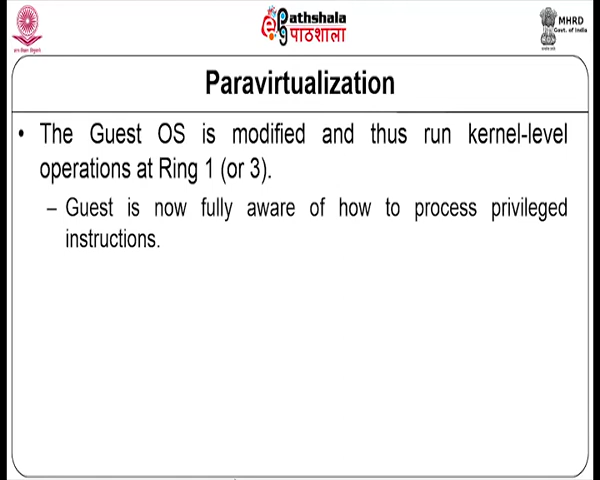 ePathshala
पाठशाला
MHRD
Govt. of India
Paravirtualization
• The Guest OS is modified and thus run kernel-level
operations at Ring 1 (or 3).
– Guest is now fully aware of how to process privileged
instructions.